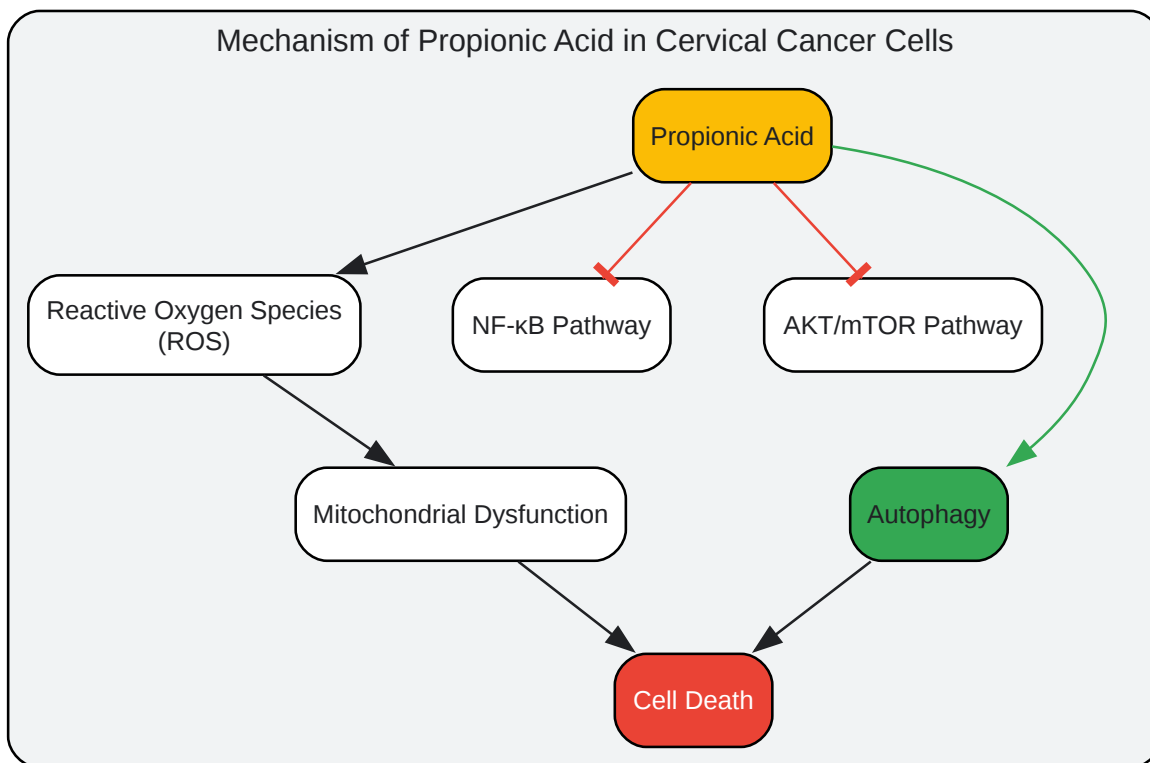 Mechanism of Propionic Acid in Cervical Cancer Cells
Propionic Acid
Reactive Oxygen Species
(ROS)
NF-κB Pathway
AKT/mTOR Pathway
Mitochondrial Dysfunction
Autophagy
Cell Death